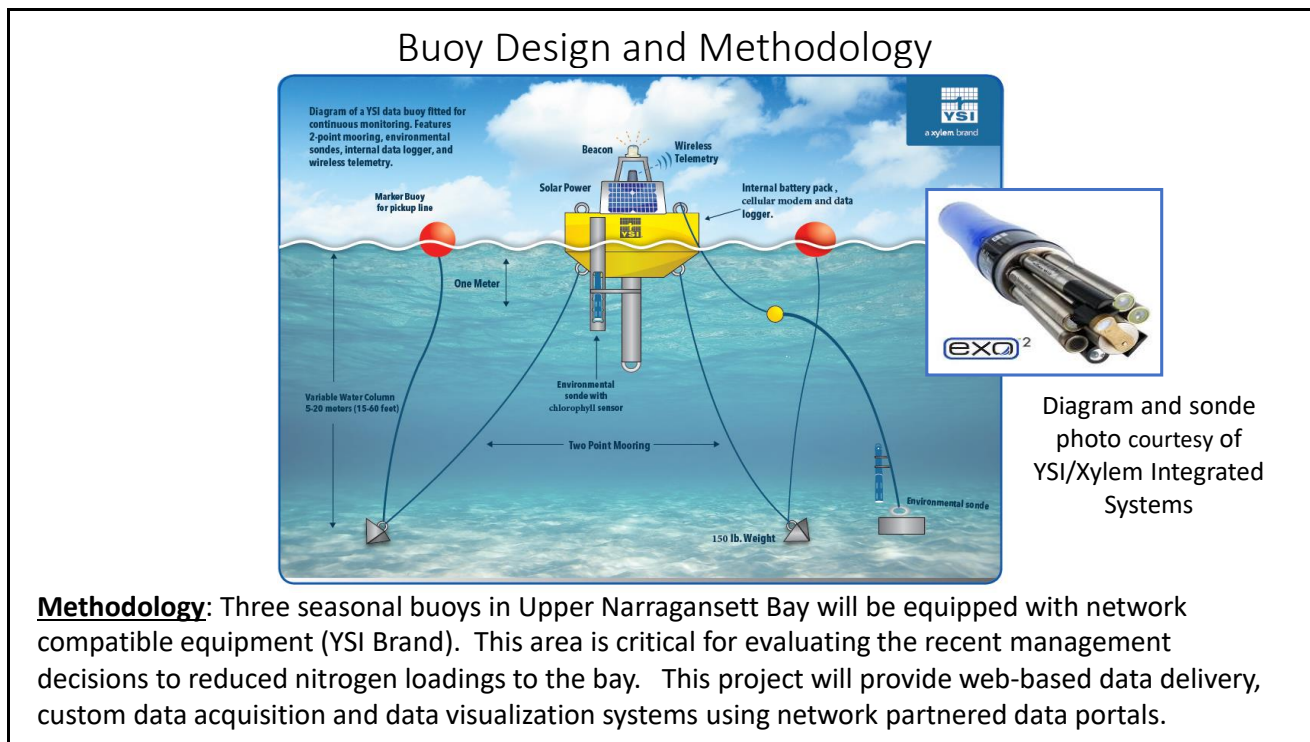 Buoy Design and Methodology
Diagram of a YSI data buoy fitted for
continuous monitoring. Features
2-point mooring, environmental
sondes, internal data logger, and
wireless telemetry.
YSI
a xylem brand
Beacon
Wireless
Telemetry
Solar Power
Marker Buoy
for pickup line
Internal battery pack ,
cellular modem and data
logger.
YSI
One Meter
exo2
Environmental
sonde with
chlorophyll sensor
Variable Water Column
5-20 meters (15-60 feet)
Two Point Mooring
Environmental sonde
150 lb. Weight
Diagram and sonde
photo courtesy of
YSI/Xylem Integrated
Systems
Methodology: Three seasonal buoys in Upper Narragansett Bay will be equipped with network
compatible equipment (YSI Brand).  This area is critical for evaluating the recent management
decisions to reduced nitrogen loadings to the bay.   This project will provide web-based data delivery,
custom data acquisition and data visualization systems using network partnered data portals.